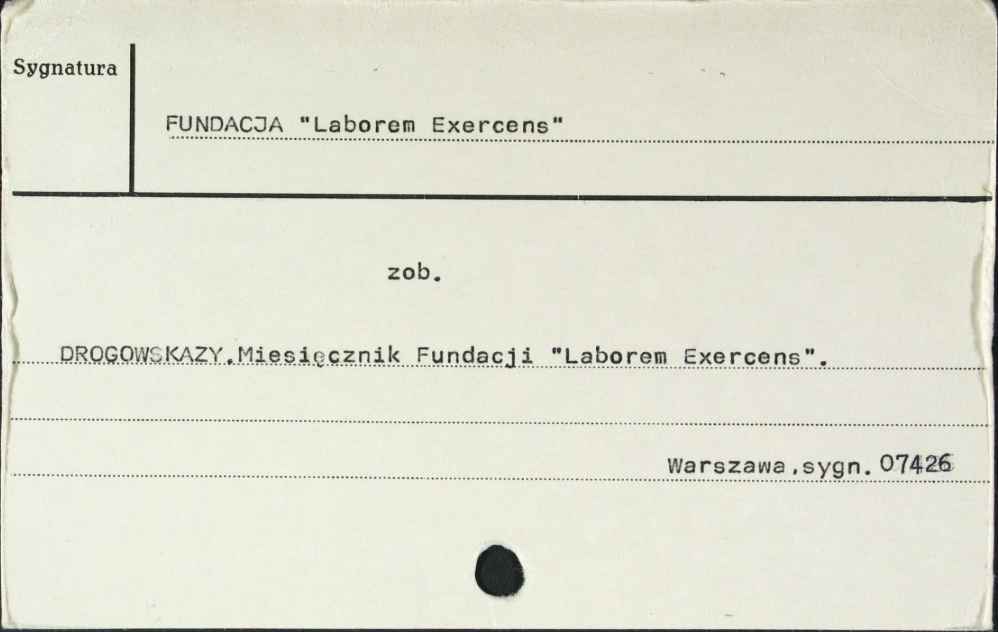 Sygnatura
FUNDACJA "Laborem Exercens"
zob.
DROGOWSKAZY.Miesięcznik Fundacji "Laborem Exercens".
Warszawa,sygn. 07426